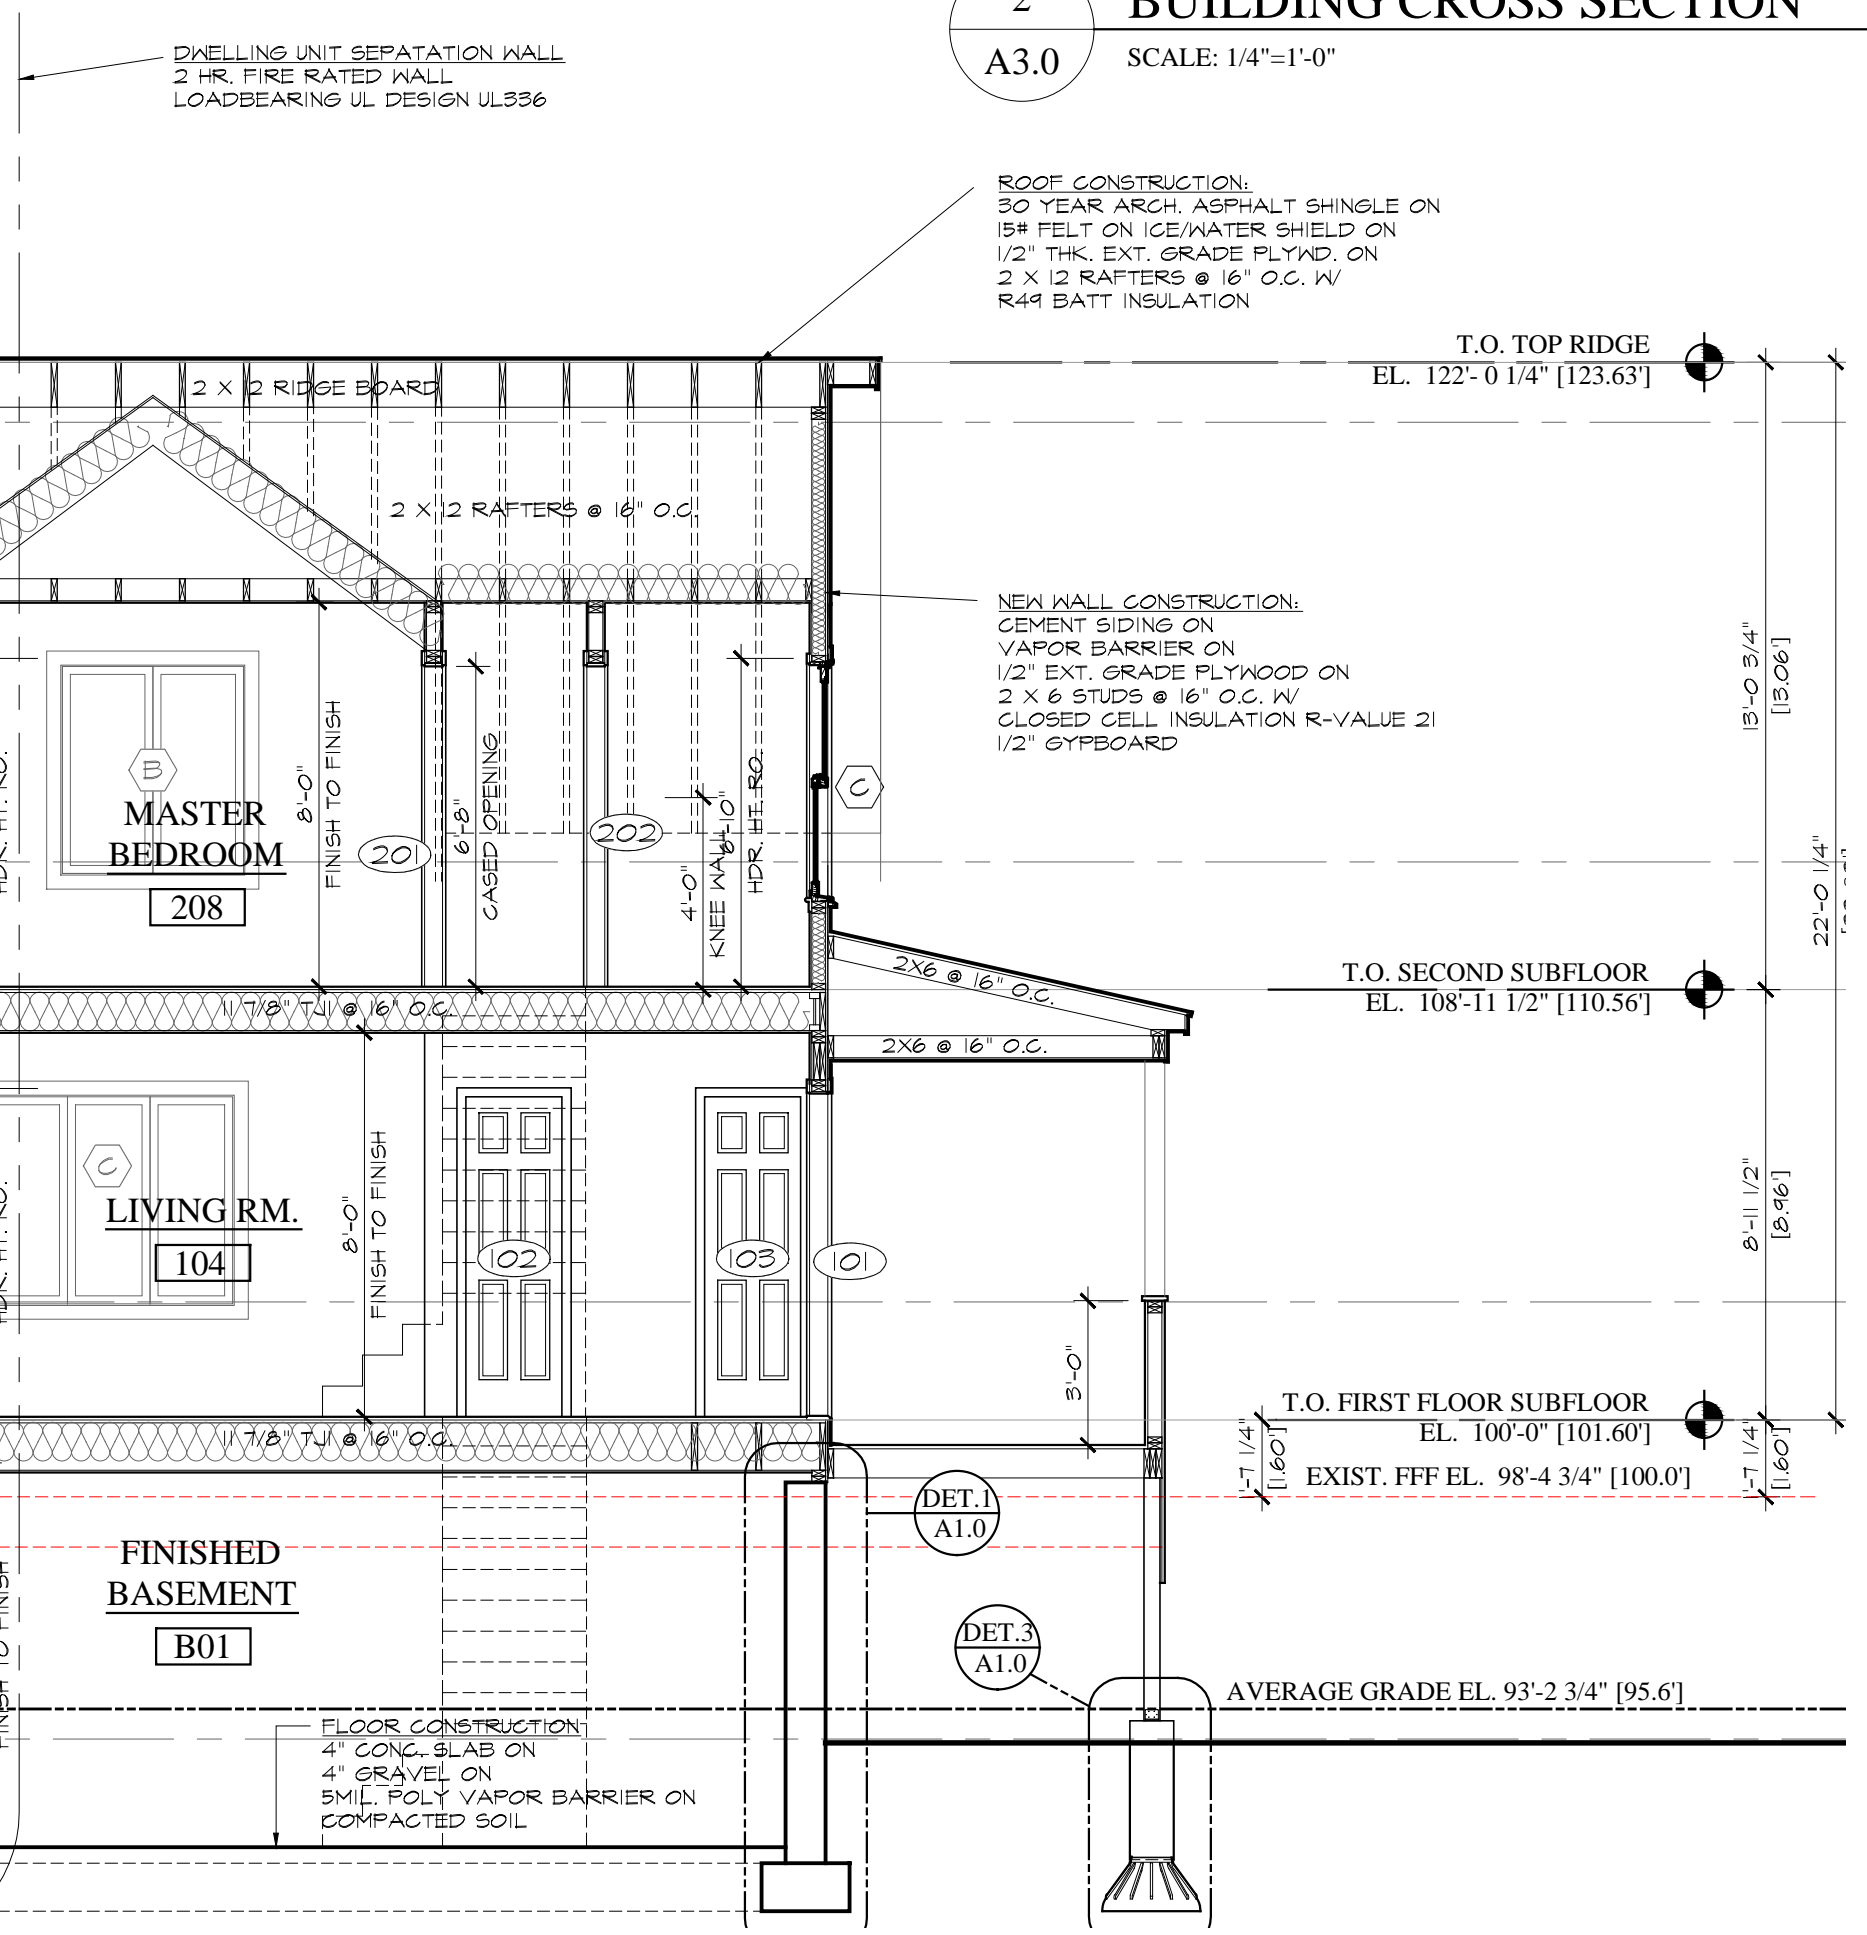 2
BUILDING CROSS SECTION
A3.0
SCALE: 1/4"=1'-0"
DWELLING UNIT SEPATATION WALL
2 HR. FIRE RATED WALL
LOADBEARING UL DESIGN UL336
ROOF CONSTRUCTION:
30 YEAR ARCH. ASPHALT SHINGLE ON
15# FELT ON ICE/WATER SHIELD ON
1/2" THK. EXT. GRADE PLYWD. ON
2 X 12 RAFTERS @ 16" O.C. W/
R49 BATT INSULATION
T.O. TOP RIDGE
EL. 122'- 0 1/4" [123.63']
2 X 12 RIDGE BOARD
2 X 12 RAFTERS @ 16" O.C.
NEW WALL CONSTRUCTION:
CEMENT SIDING ON
VAPOR BARRIER ON
1/2" EXT. GRADE PLYWOOD ON
2 X 6 STUDS @ 16" O.C. W/
CLOSED CELL INSULATION R-VALUE 21
1/2" GYPBOARD
13'-0 3/4"
[13.06']
22'-0 1/4"
B
MASTER
BEDROOM
208
8'-0"
FINISH TO FINISH
201
6'-8"
CASED OPENING
202
4'-0"
KNEE WALL
6'-10"
HDR. HT. RO.
C
HDR. HT. RO.
2X6 @ 16" O.C.
T.O. SECOND SUBFLOOR
EL. 108'-11 1/2" [110.56']
11 7/8" TJI @ 16" O.C.
2X6 @ 16" O.C.
C
LIVING RM.
104
8'-0"
FINISH TO FINISH
102
103
101
HDR. HT. RO.
8'-11 1/2"
[8.96']
3'-0"
T.O. FIRST FLOOR SUBFLOOR
EL. 100'-0" [101.60']
EXIST. FFF EL. 98'-4 3/4" [100.0']
1'-7 1/4"
[1.60']
1'-7 1/4"
[1.60']
11 7/8" TJI @ 16" O.C.
DET.1
A1.0
FINISHED
BASEMENT
B01
FINISH TO FINISH
DET.3
A1.0
AVERAGE GRADE EL. 93'-2 3/4" [95.6']
FLOOR CONSTRUCTION
4" CONC. SLAB ON
4" GRAVEL ON
5MIL. POLY VAPOR BARRIER ON
COMPACTED SOIL